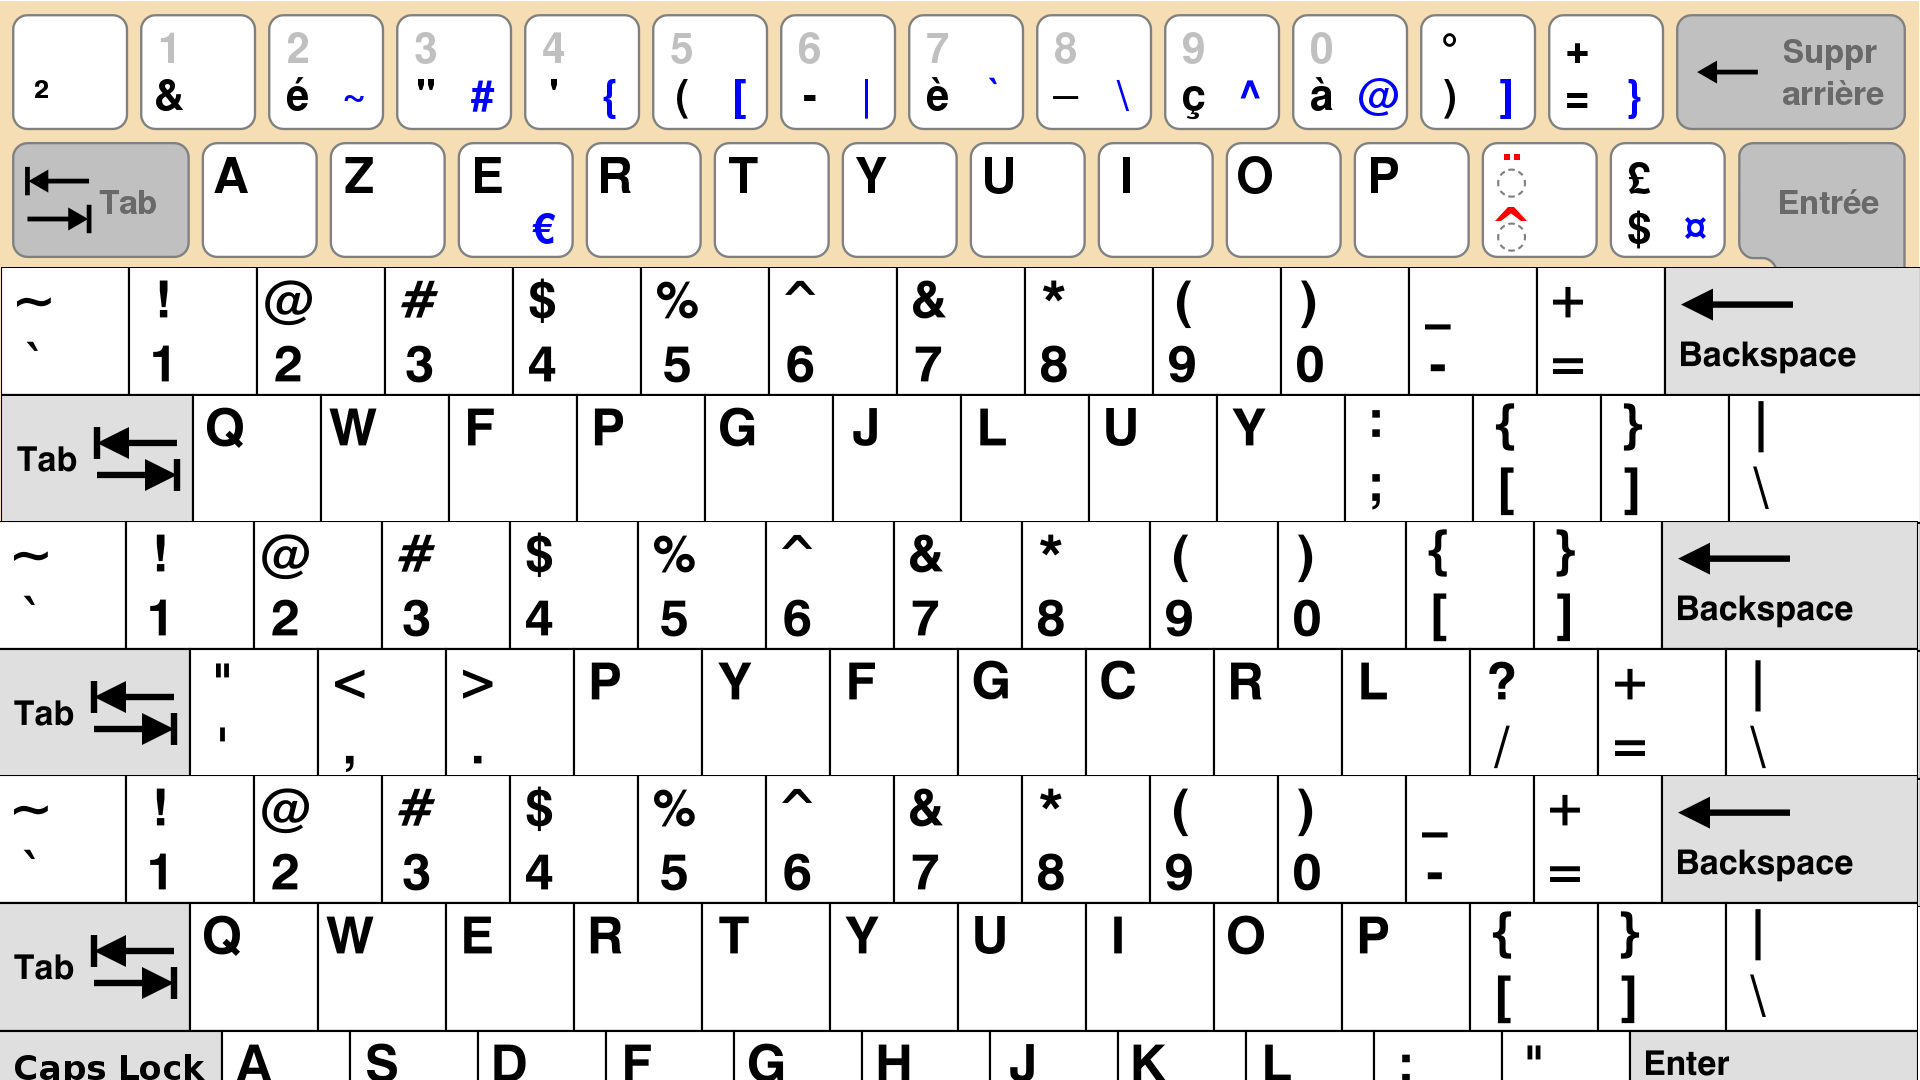 1 2 3 4 5 6 7 8 9 0 ° + Suppr
² & é ~ " # ' { ( [ - | è ` _ \ ç ^ à @ ) ] = } arrière
Tab A Z E R T Y U I O P ¨ £ Entrée
€ ^ $ ¤
~ ! @ # $ % ^ & * ( ) _ +
` 1 2 3 4 5 6 7 8 9 0 - = Backspace
Tab Q W F P G J L U Y : { } |
; [ ] \
~ ! @ # $ % ^ & * ( ) { }
` 1 2 3 4 5 6 7 8 9 0 [ ] Backspace
Tab " < > P Y F G C R L ? + |
' , . / = \
~ ! @ # $ % ^ & * ( ) _ +
` 1 2 3 4 5 6 7 8 9 0 - = Backspace
Tab Q W E R T Y U I O P { } |
[ ] \
Caps Lock A S D F G H J K L : " Enter